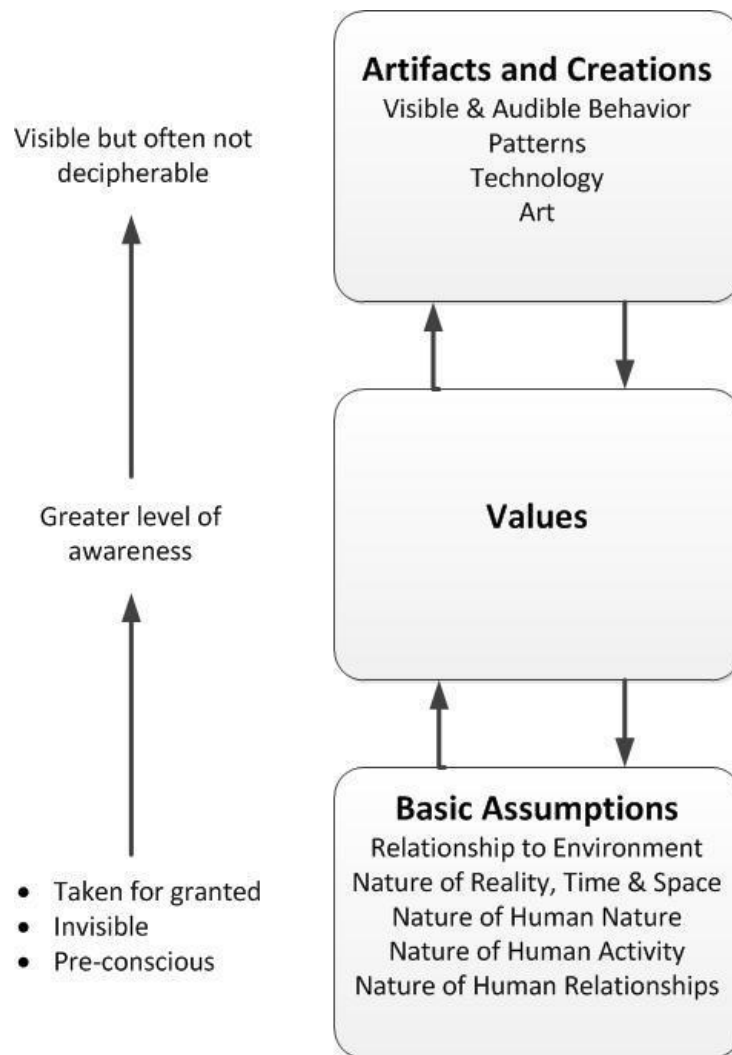 Artifacts and Creations
Visible & Audible Behavior
Patterns
Technology
Art
Visible but often not
decipherable
Values
Greater level of
awareness
Basic Assumptions
Relationship to Environment
Nature of Reality, Time & Space
Nature of Human Nature
Nature of Human Activity
Nature of Human Relationships
• Taken for granted
• Invisible
• Pre-conscious